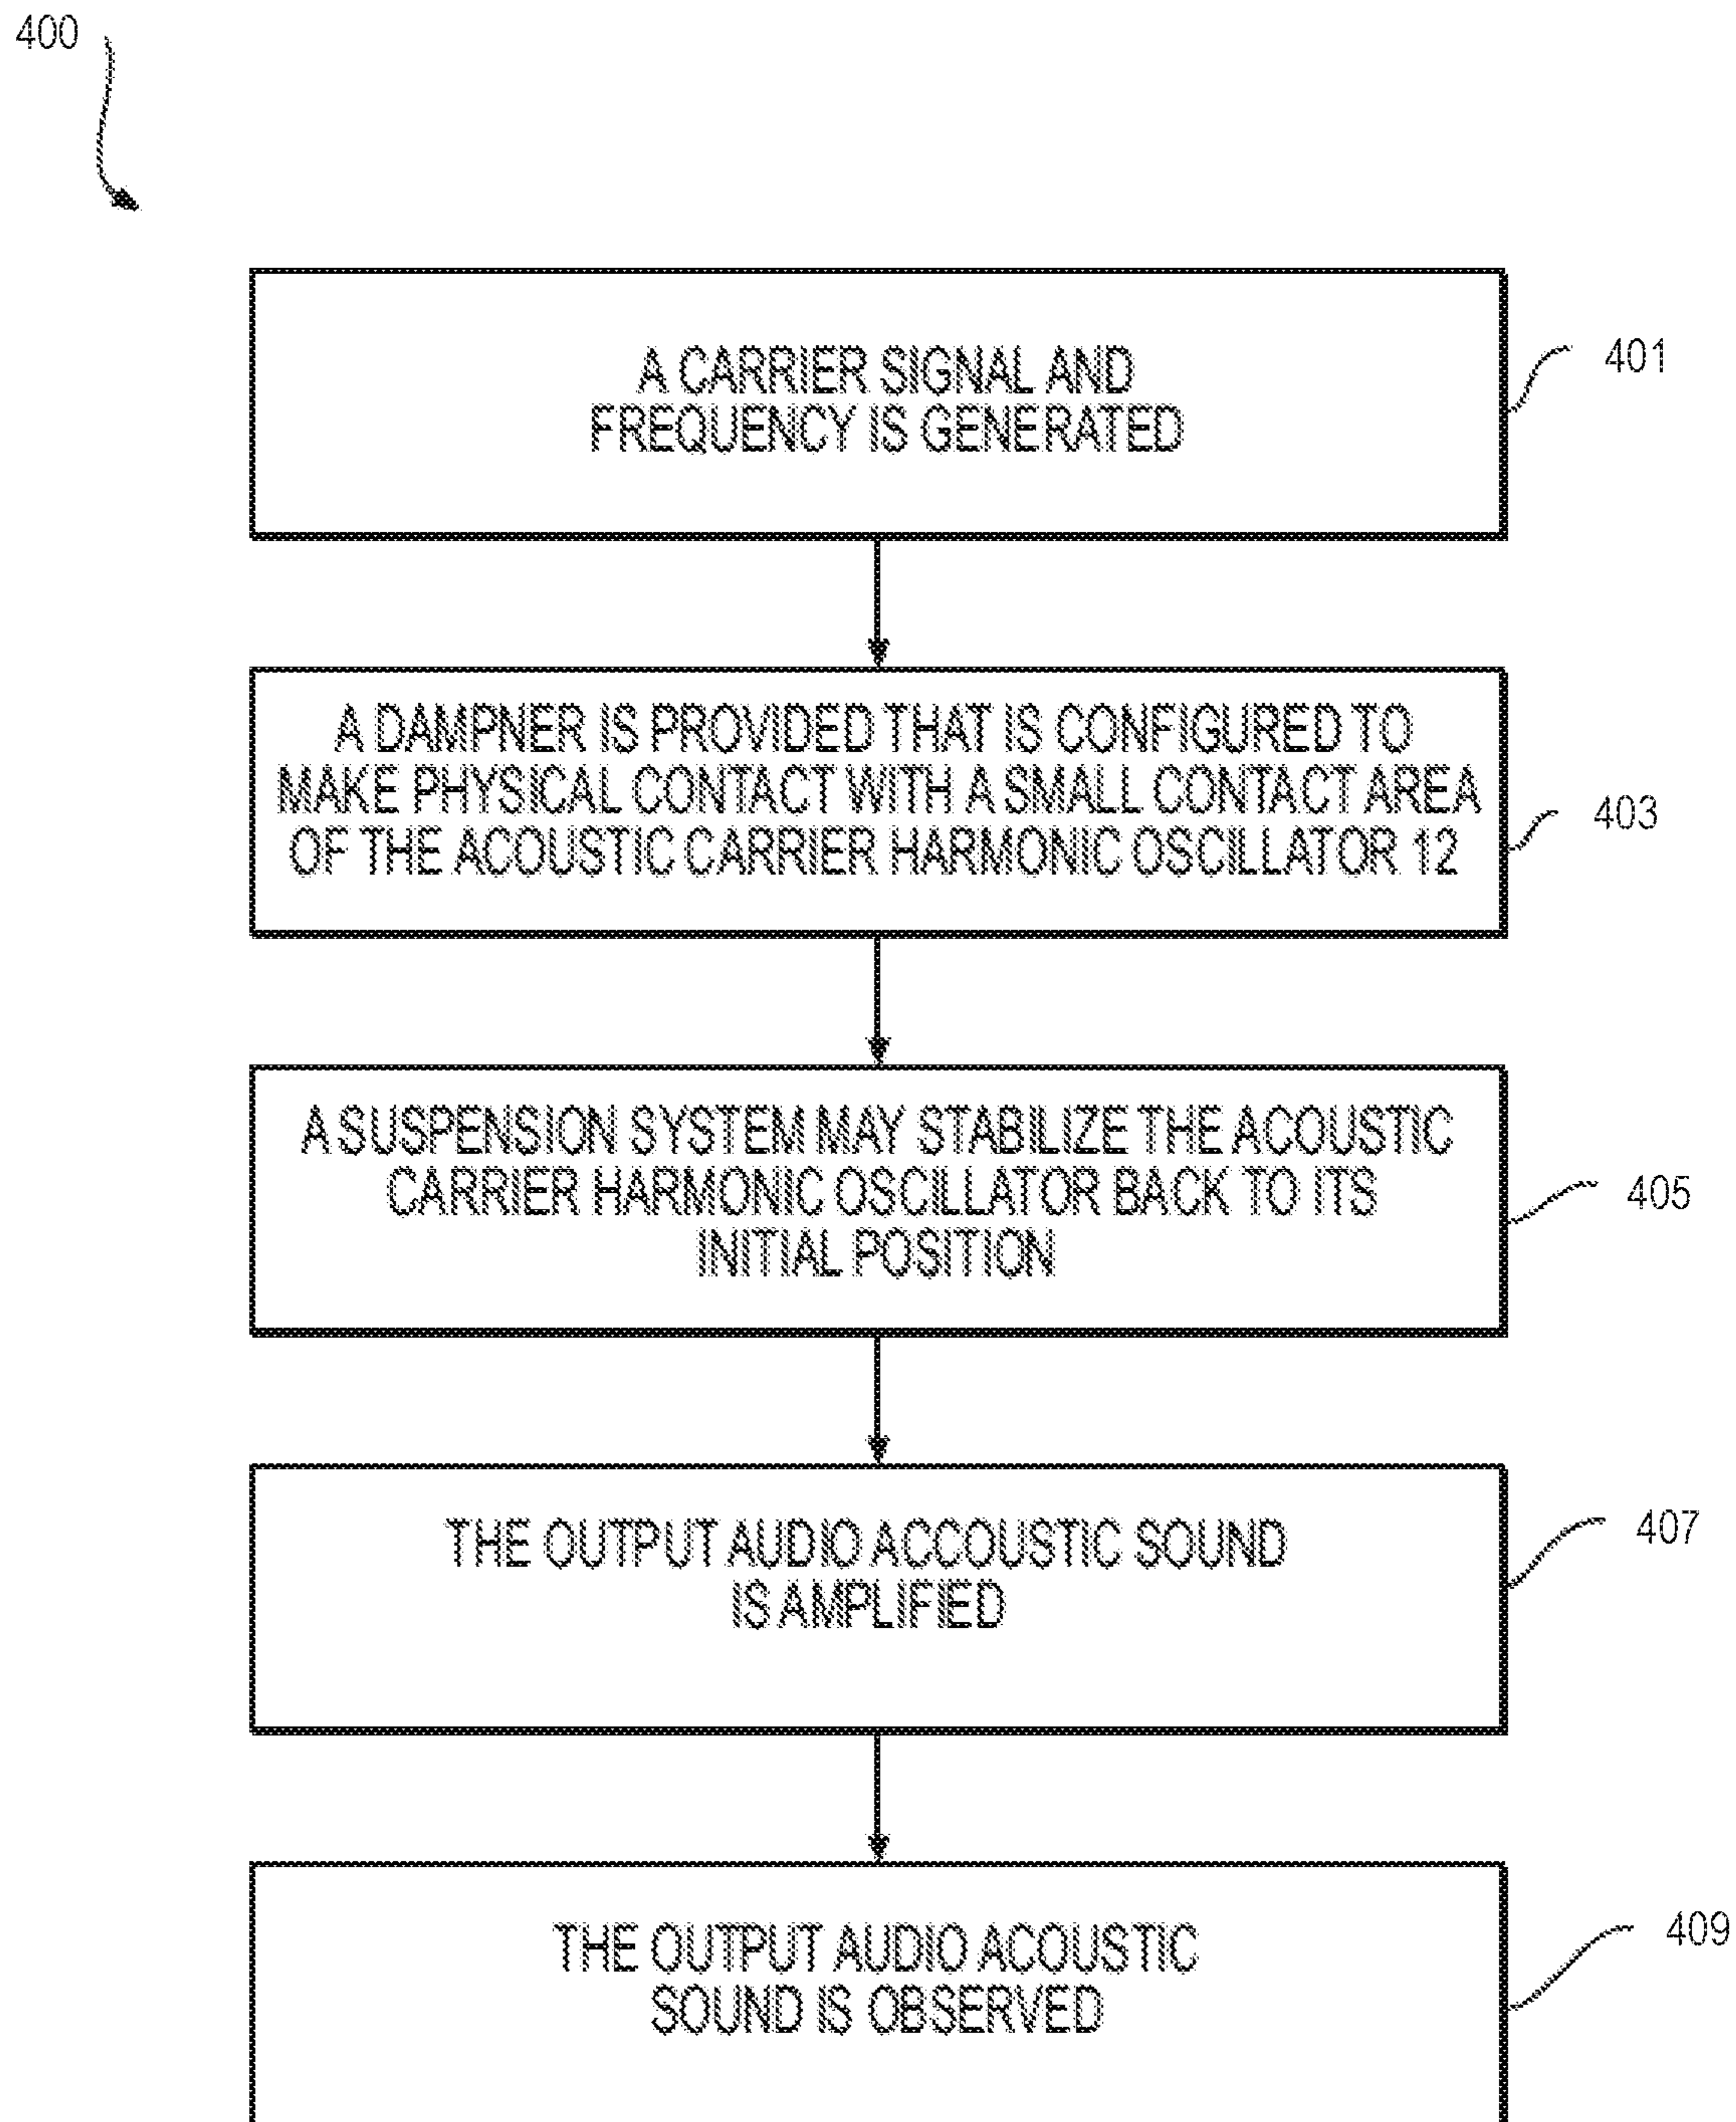 400
A CARRIER SIGNAL AND
FREQUENCY IS GENERATED
401
A DAMPNER IS PROVIDED THAT IS CONFIGURED TO
MAKE PHYSICAL CONTACT WITH A SMALL CONTACT AREA
OF THE ACOUSTIC CARRIER HARMONIC OSCILLATOR 12
403
A SUSPENSION SYSTEM MAY STABILIZE THE ACOUSTIC
CARRIER HARMONIC OSCILLATOR BACK TO ITS
INITIAL POSITION
405
THE OUTPUT AUDIO ACCOUSTIC SOUND
IS AMPLIFIED
407
THE OUTPUT AUDIO ACOUSTIC
SOUND IS OBSERVED
409